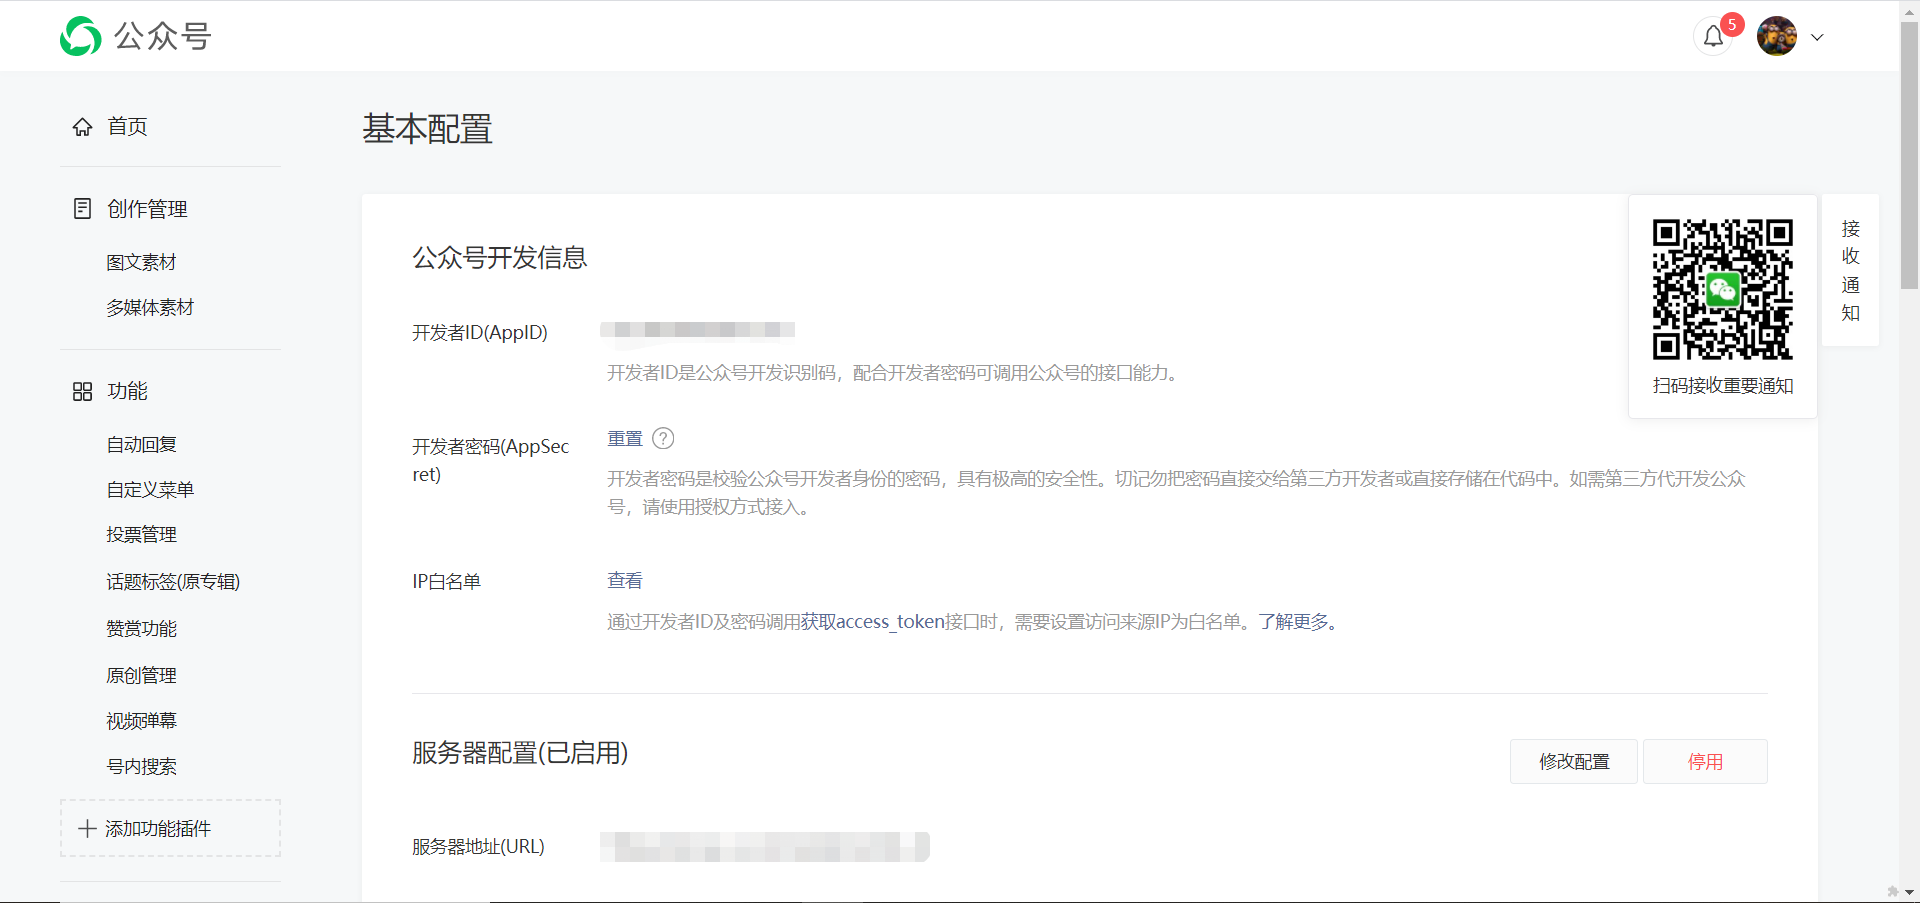 公众号
5
首页
创作管理
图文素材
多媒体素材
功能
自动回复
自定义菜单
投票管理
话题标签(原专辑)
赞赏功能
原创管理
视频弹幕
号内搜索
添加功能插件
基本配置
公众号开发信息
开发者ID(AppID)
开发者ID是公众号开发识别码，配合开发者密码可调用公众号的接口能力。
开发者密码(AppSec
ret)
重置 ?
开发者密码是校验公众号开发者身份的密码，具有极高的安全性。切记勿把密码直接交给第三方开发者或直接存储在代码中。如需第三方代开发公众
号，请使用授权方式接入。
IP白名单
查看
通过开发者ID及密码调用获取access_token接口时，需要设置访问来源IP为白名单。了解更多。
服务器配置(已启用)
修改配置
停用
服务器地址(URL)
扫码接收重要通知
接
收
通
知